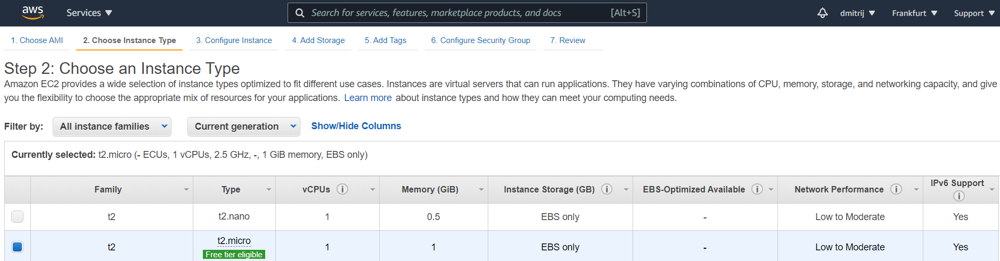 aws Services Search for services, features, marketplace products, and docs [Alt+S] dmitrij Frankfurt Support
1. Choose AMI 2. Choose Instance Type 3. Configure Instance 4. Add Storage 5. Add Tags 6. Configure Security Group 7. Review
Step 2: Choose an Instance Type
Amazon EC2 provides a wide selection of instance types optimized to fit different use cases. Instances are virtual servers that can run applications. They have varying combinations of CPU, memory, storage, and networking capacity, and give
you the flexibility to choose the appropriate mix of resources for your applications. Learn more about instance types and how they can meet your computing needs.
Filter by: All instance families Current generation Show/Hide Columns
Currently selected: t2.micro (- ECUs, 1 vCPUs, 2.5 GHz, -, 1 GiB memory, EBS only)
Family Type vCPUs i Memory (GiB) Instance Storage (GB) i EBS-Optimized Available i Network Performance i IPv6 Support i
t2 t2.nano 1 0.5 EBS only - Low to Moderate Yes
t2 t2.micro 1 1 EBS only - Low to Moderate Yes
Free tier eligible